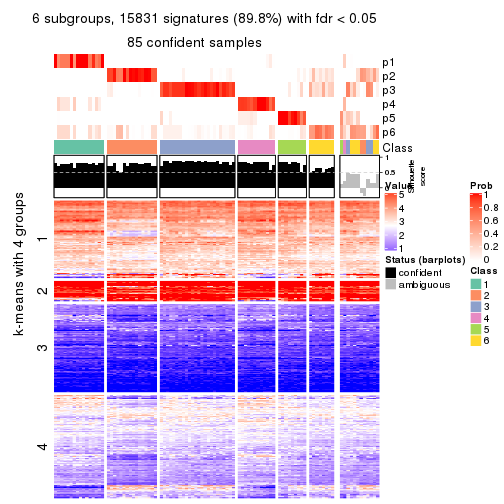 6 subgroups, 15831 signatures (89.8%) with fdr < 0.05
85 confident samples
p1
p2
p3
p4
p5
p6
Class
1
0.5
0
Silhouette
score
k-means with 4 groups
1
2
3
4
Value
5
4
3
2
1
Status (barplots)
confident
ambiguous
Prob
1
0.8
0.6
0.4
0.2
0
Class
1
2
3
4
5
6